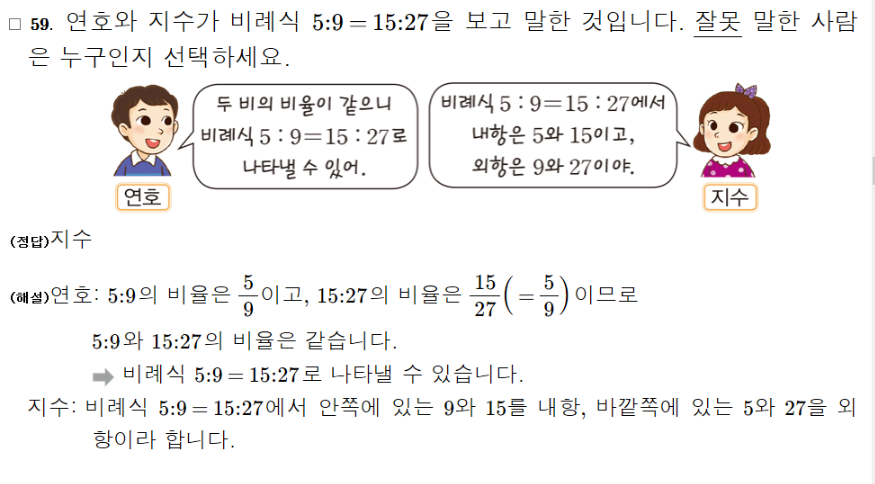 □ 59. 연호와 지수가 비례식 5:9=15:27을 보고 말한 것입니다. 잘못 말한 사람
은 누구인지 선택하세요.
두 비의 비율이 같으니
비례식 5 : 9=15 : 27로
나타낼 수 있어.
연호
비례식 5 : 9=15 : 27에서
내항은 5와 15이고,
외항은 9와 27이야.
지수
(정답)지수
(해설)연호: 5:9의 비율은 5/9이고, 15:27의 비율은 15/27(=5/9)이므로
5:9와 15:27의 비율은 같습니다.
➡ 비례식 5:9=15:27로 나타낼 수 있습니다.
지수: 비례식 5:9=15:27에서 안쪽에 있는 9와 15를 내항, 바깥쪽에 있는 5와 27을 외
항이라 합니다.